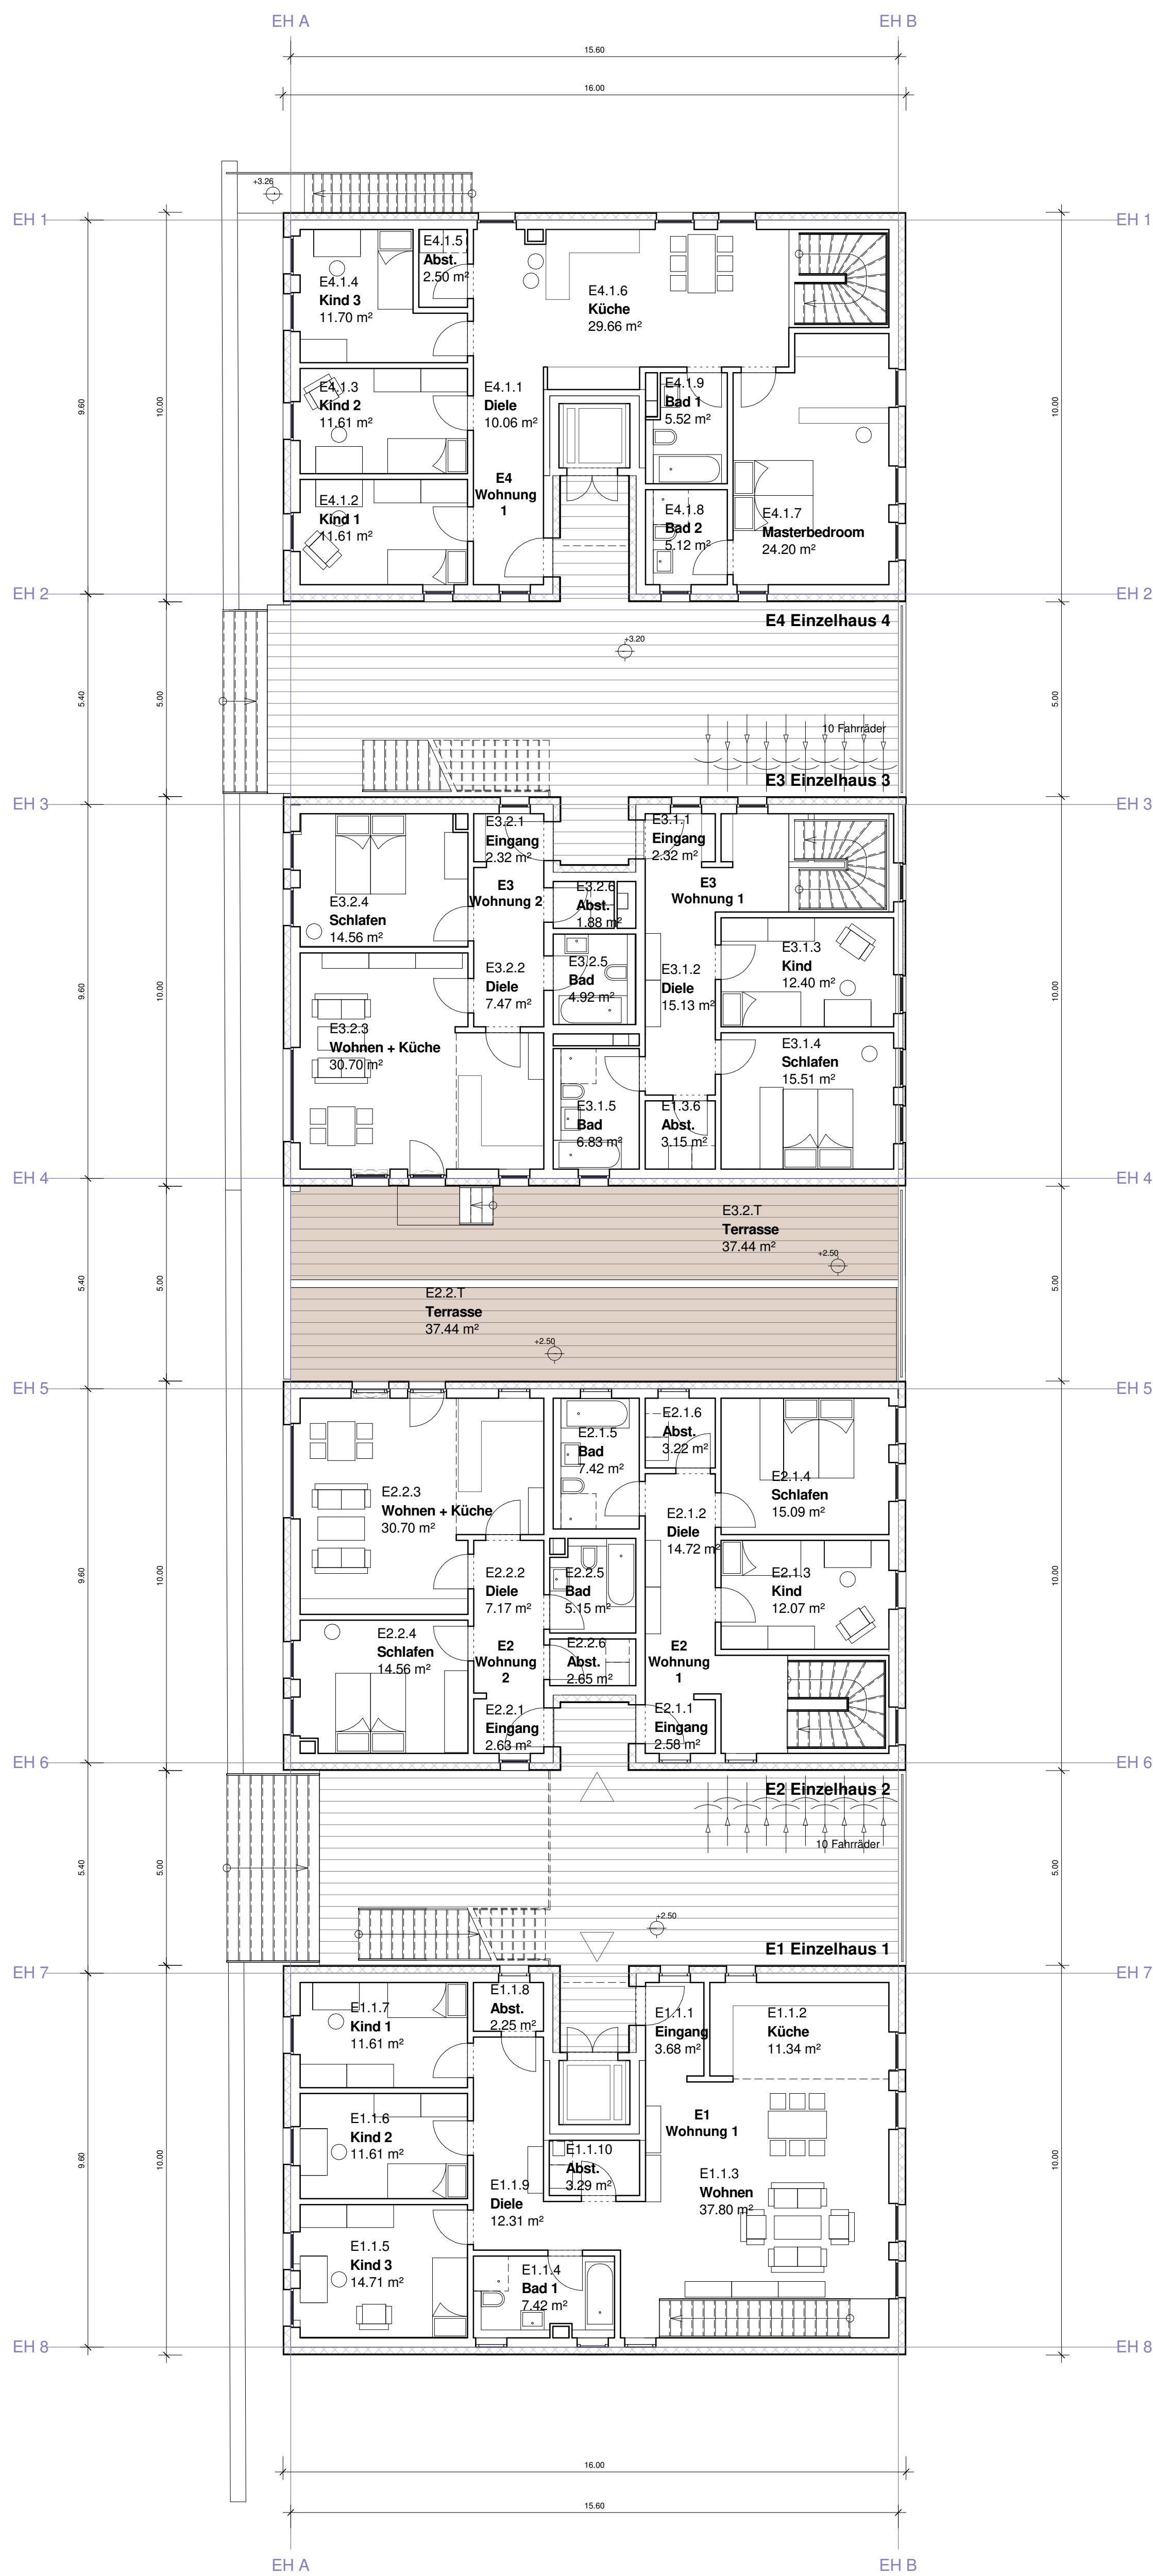 EH A
EH B
15.60
16.00
+3.26
EH 1
EH 1
E4.1.5
Abst.
2.50 m²
E4.1.4
Kind 3
11.70 m²
E4.1.6
Küche
29.66 m²
E4.1.3
Kind 2
11.61 m²
E4.1.1
Diele
10.06 m²
E4.1.9
Bad 1
5.52 m²
9.60
10.00
10.00
E4
Wohnung
1
E4.1.2
Kind 1
11.61 m²
E4.1.8
Bad 2
5.12 m²
E4.1.7
Masterbedroom
24.20 m²
EH 2
EH 2
E4 Einzelhaus 4
+3.20
5.40
5.00
5.00
10 Fahrräder
E3 Einzelhaus 3
EH 3
EH 3
E3.2.1
Eingang
2.32 m²
E3.1.1
Eingang
2.32 m²
E3
Wohnung 2
E3
Wohnung 1
E3.2.6
Abst.
1.88 m²
E3.2.4
Schlafen
14.56 m²
E3.1.3
Kind
12.40 m²
E3.2.2
Diele
7.47 m²
E3.2.5
Bad
4.92 m²
E3.1.2
Diele
15.13 m²
9.60
10.00
10.00
E3.2.3
Wohnen + Küche
30.70 m²
E3.1.4
Schlafen
15.51 m²
E3.1.5
Bad
6.83 m²
E1.3.6
Abst.
3.15 m²
EH 4
EH 4
E3.2.T
Terrasse
37.44 m²
+2.50
5.40
5.00
5.00
E2.2.T
Terrasse
37.44 m²
+2.50
EH 5
EH 5
E2.1.5
Bad
7.42 m²
E2.1.6
Abst.
3.22 m²
E2.1.4
Schlafen
15.09 m²
E2.2.3
Wohnen + Küche
30.70 m²
E2.1.2
Diele
14.72 m²
9.60
10.00
10.00
E2.2.2
Diele
7.17 m²
E2.2.5
Bad
5.15 m²
E2.1.3
Kind
12.07 m²
E2.2.4
Schlafen
14.56 m²
E2
Wohnung
2
E2.2.6
Abst.
2.65 m²
E2
Wohnung
1
E2.2.1
Eingang
2.63 m²
E2.1.1
Eingang
2.58 m²
EH 6
EH 6
E2 Einzelhaus 2
10 Fahrräder
5.40
5.00
5.00
+2.50
E1 Einzelhaus 1
EH 7
EH 7
E1.1.7
Kind 1
11.61 m²
E1.1.8
Abst.
2.25 m²
E1.1.1
Eingang
3.68 m²
E1.1.2
Küche
11.34 m²
E1.1.6
Kind 2
11.61 m²
E1
Wohnung 1
9.60
10.00
10.00
E1.1.10
Abst.
3.29 m²
E1.1.9
Diele
12.31 m²
E1.1.3
Wohnen
37.80 m²
E1.1.5
Kind 3
14.71 m²
E1.1.4
Bad 1
7.42 m²
EH 8
EH 8
16.00
15.60
EH A
EH B